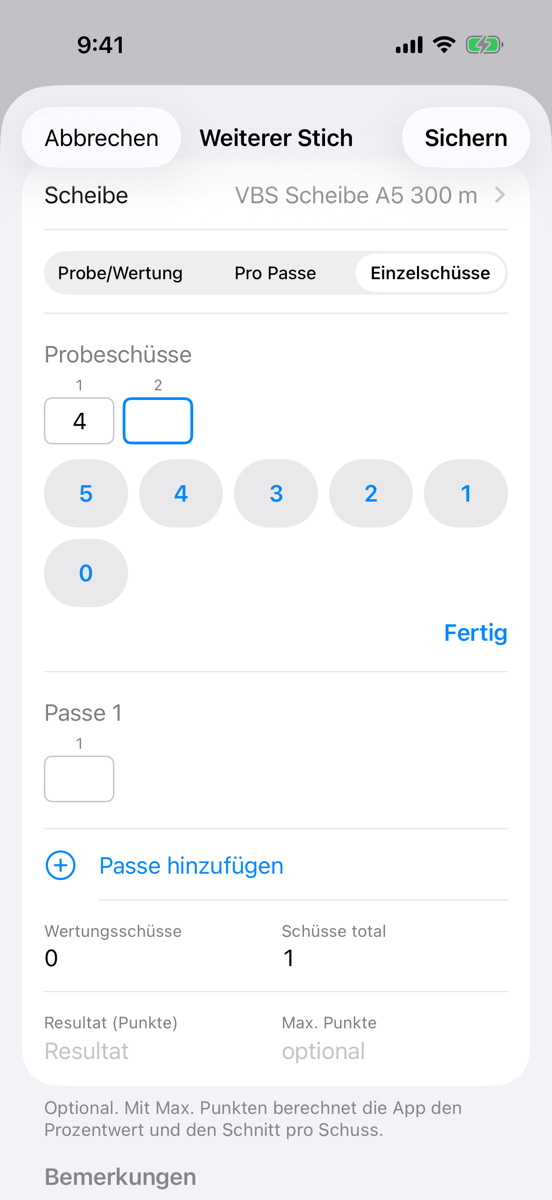 9:41
Abbrechen Weiterer Stich Sichern
Scheibe VBS Scheibe A5 300 m
Probe/Wertung Pro Passe Einzelschüsse
Probeschüsse
1 2
4
5 4 3 2 1
0
Fertig
Passe 1
1
Passe hinzufügen
Wertungsschüsse Schüsse total
0 1
Resultat (Punkte) Max. Punkte
Resultat optional
Optional. Mit Max. Punkten berechnet die App den
Prozentwert und den Schnitt pro Schuss.
Bemerkungen